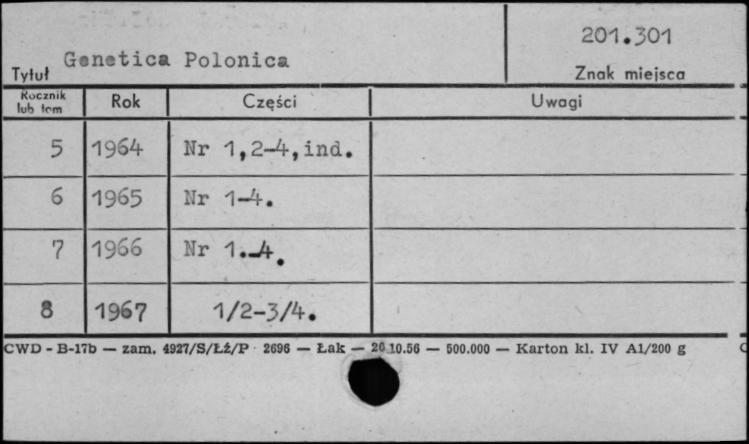 201.301
Genetica Polonica
Tytuł
Znak miejsca
Rocznik lub tom Rok Części Uwagi
5 1964 Nr 1,2-4,ind.
6 1965 Nr 1-4.
7 1966 Nr 1.-4.
8 1967 1/2-3/4.
CWD - B-17b — zam. 4927/S/ŁŹ/P 2696 — Łak — 20.10.56 — 500.000 — Karton kl. IV A1/200 g